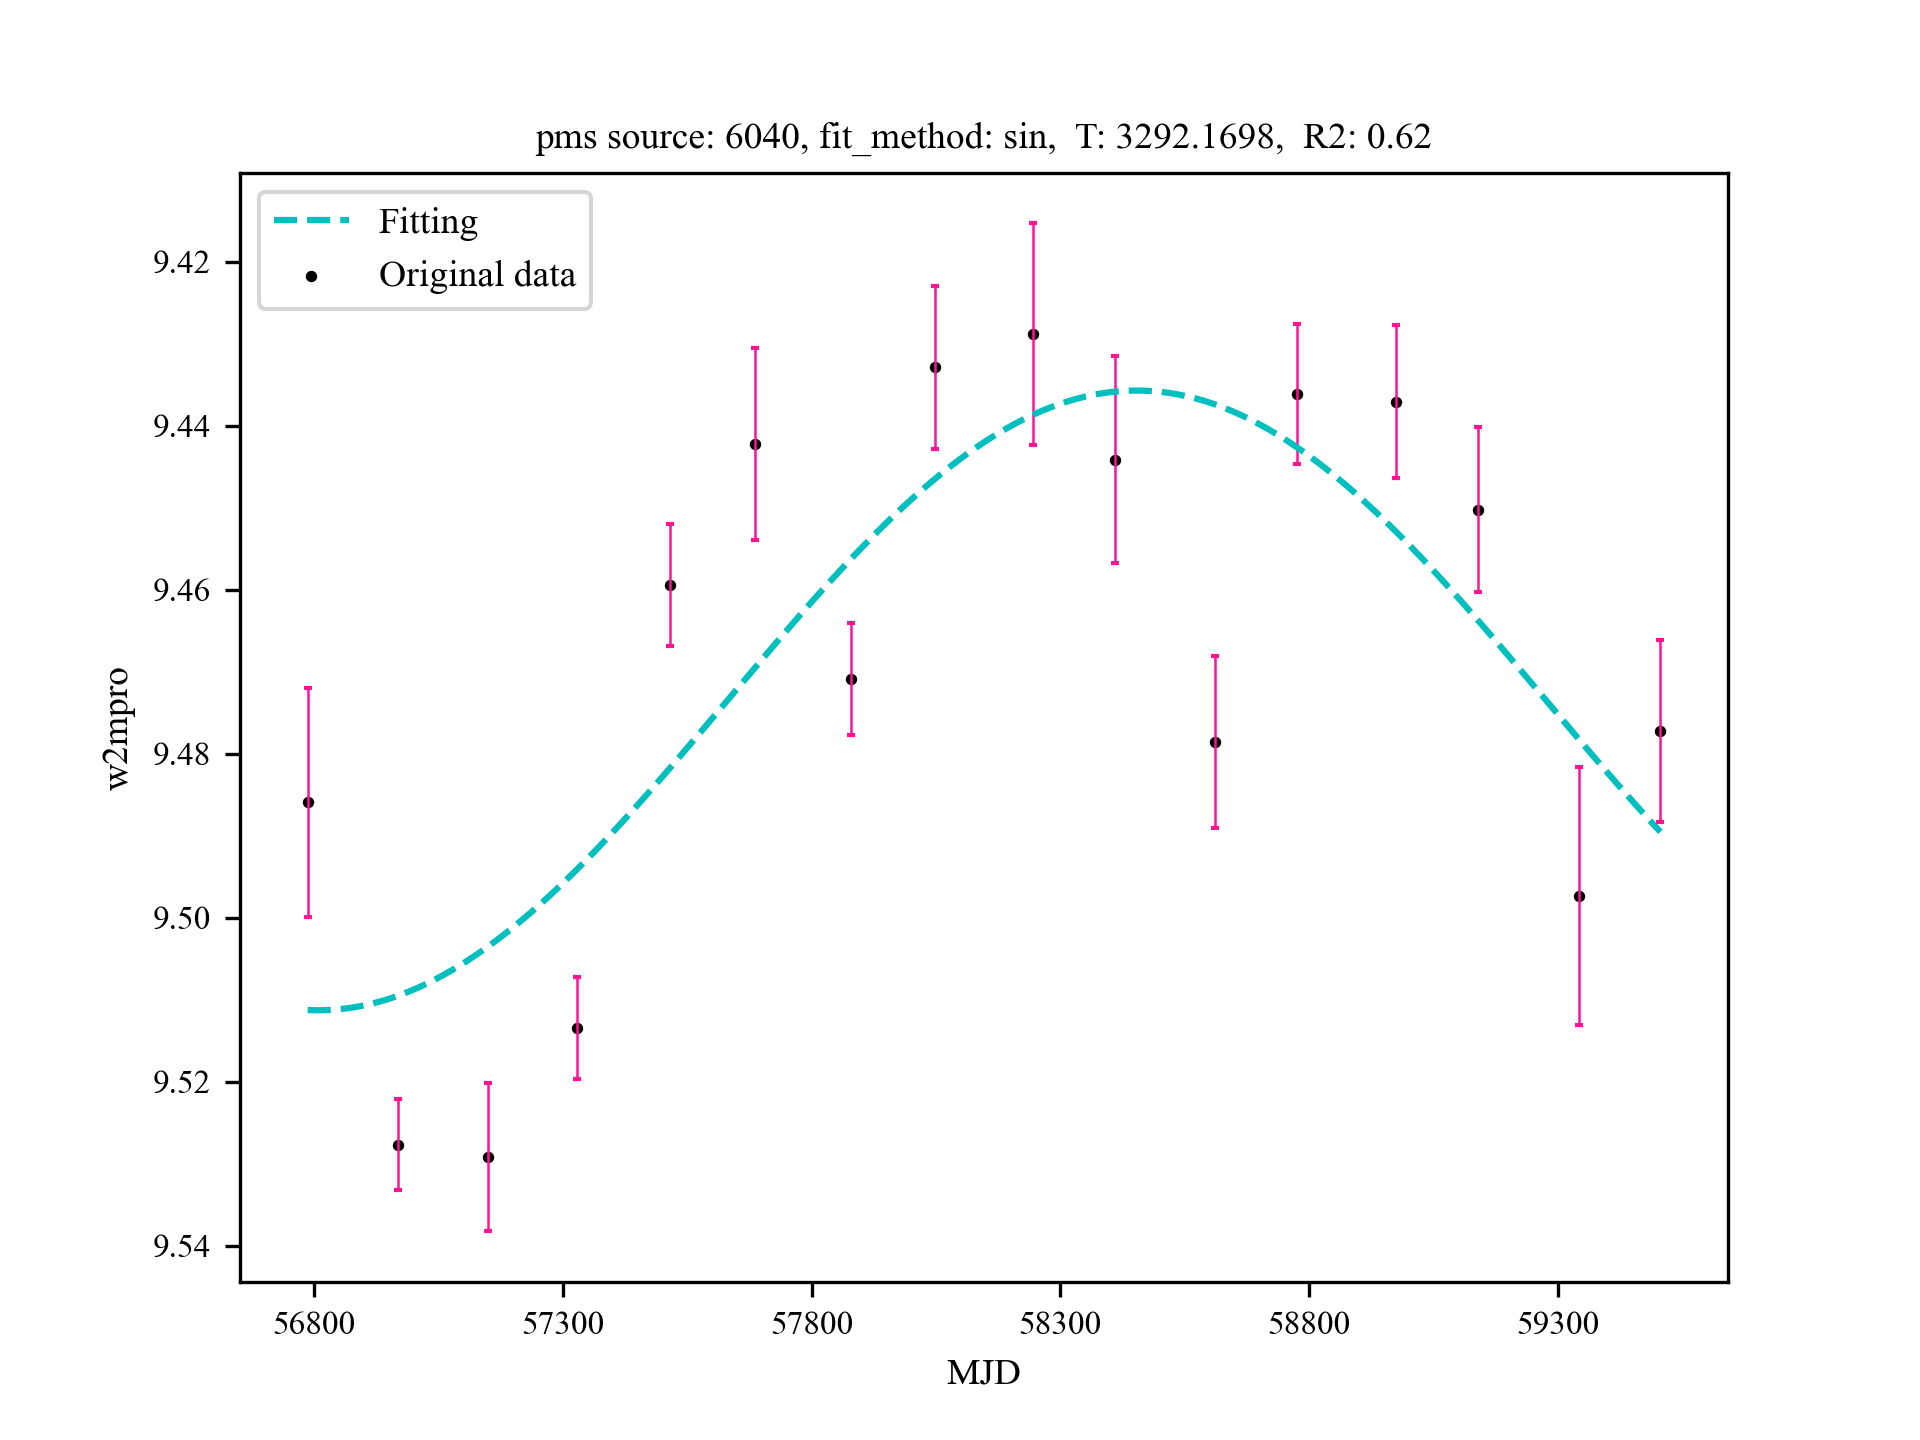 pms source: 6040, fit_method: sin,  T: 3292.1698,  R2: 0.62
Fitting
Original data
9.42
9.44
9.46
9.48
9.50
9.52
9.54
w2mpro
56800 57300 57800 58300 58800 59300
MJD